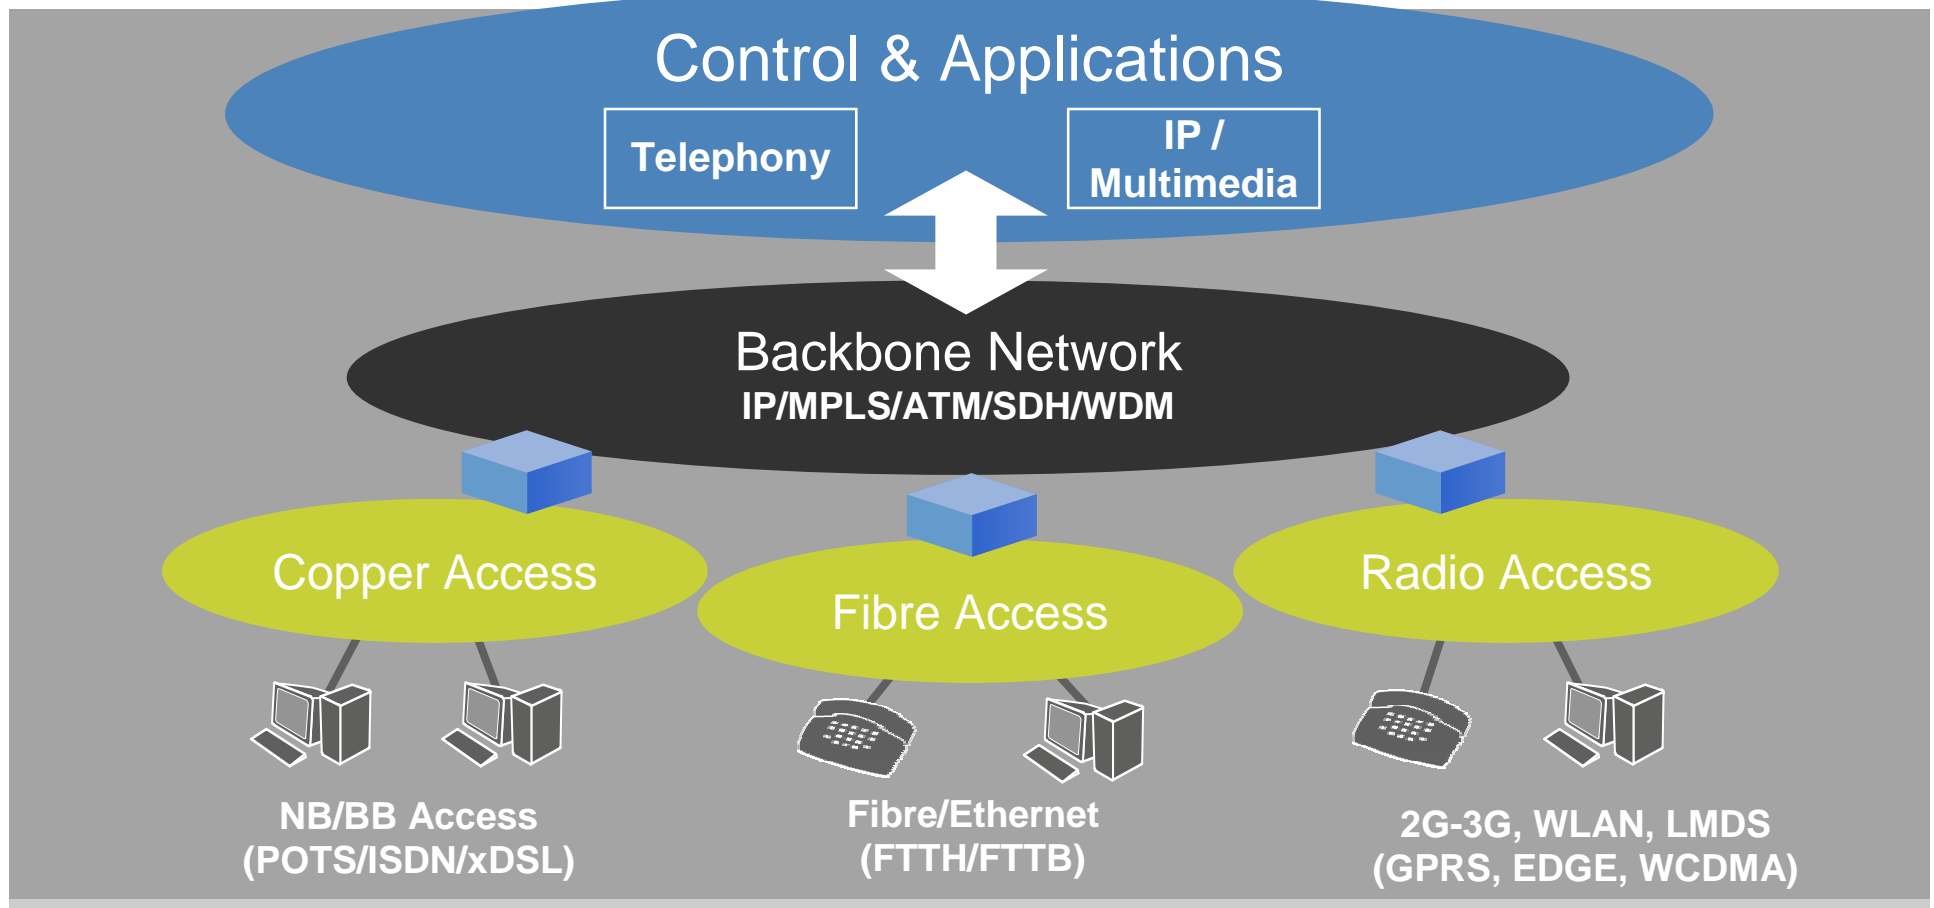 Control & Applications
Telephony
IP /
Multimedia
Backbone Network
IP/MPLS/ATM/SDH/WDM
Copper Access
Fibre Access
Radio Access
NB/BB Access
(POTS/ISDN/xDSL)
Fibre/Ethernet
(FTTH/FTTB)
2G-3G, WLAN, LMDS
(GPRS, EDGE, WCDMA)